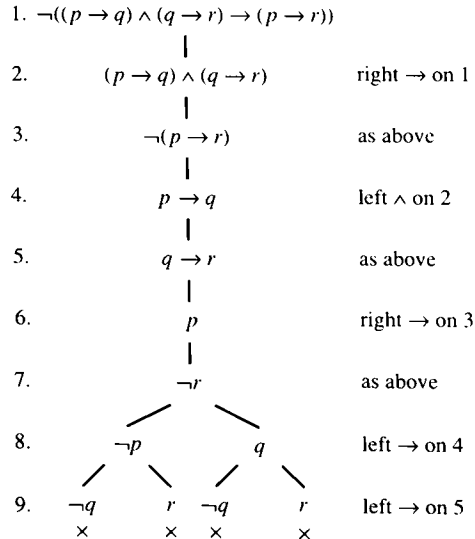 1. ¬((p → q) ∧ (q → r) → (p → r))
2. (p → q) ∧ (q → r) right → on 1
3. ¬(p → r) as above
4. p → q left ∧ on 2
5. q → r as above
6. p right → on 3
7. ¬r as above
8. ¬p q left → on 4
9. ¬q r ¬q r left → on 5
× × × ×